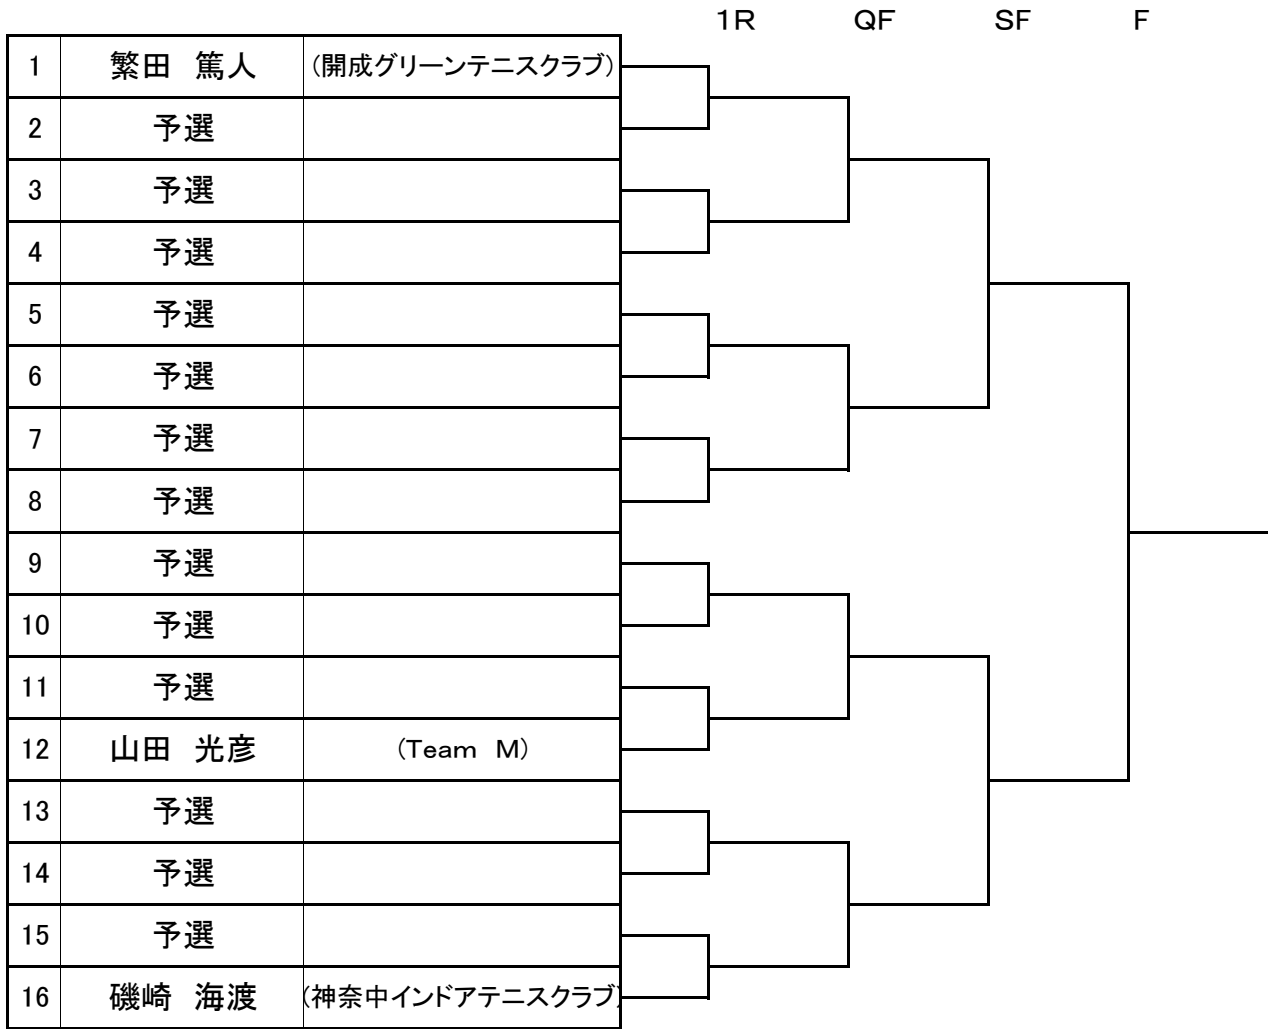 1R QF SF F
1 繁田 篤人 (開成グリーンテニスクラブ)
2 予選
3 予選
4 予選
5 予選
6 予選
7 予選
8 予選
9 予選
10 予選
11 予選
12 山田 光彦 (Team M)
13 予選
14 予選
15 予選
16 磯崎 海渡 (神奈中インドアテニスクラブ)